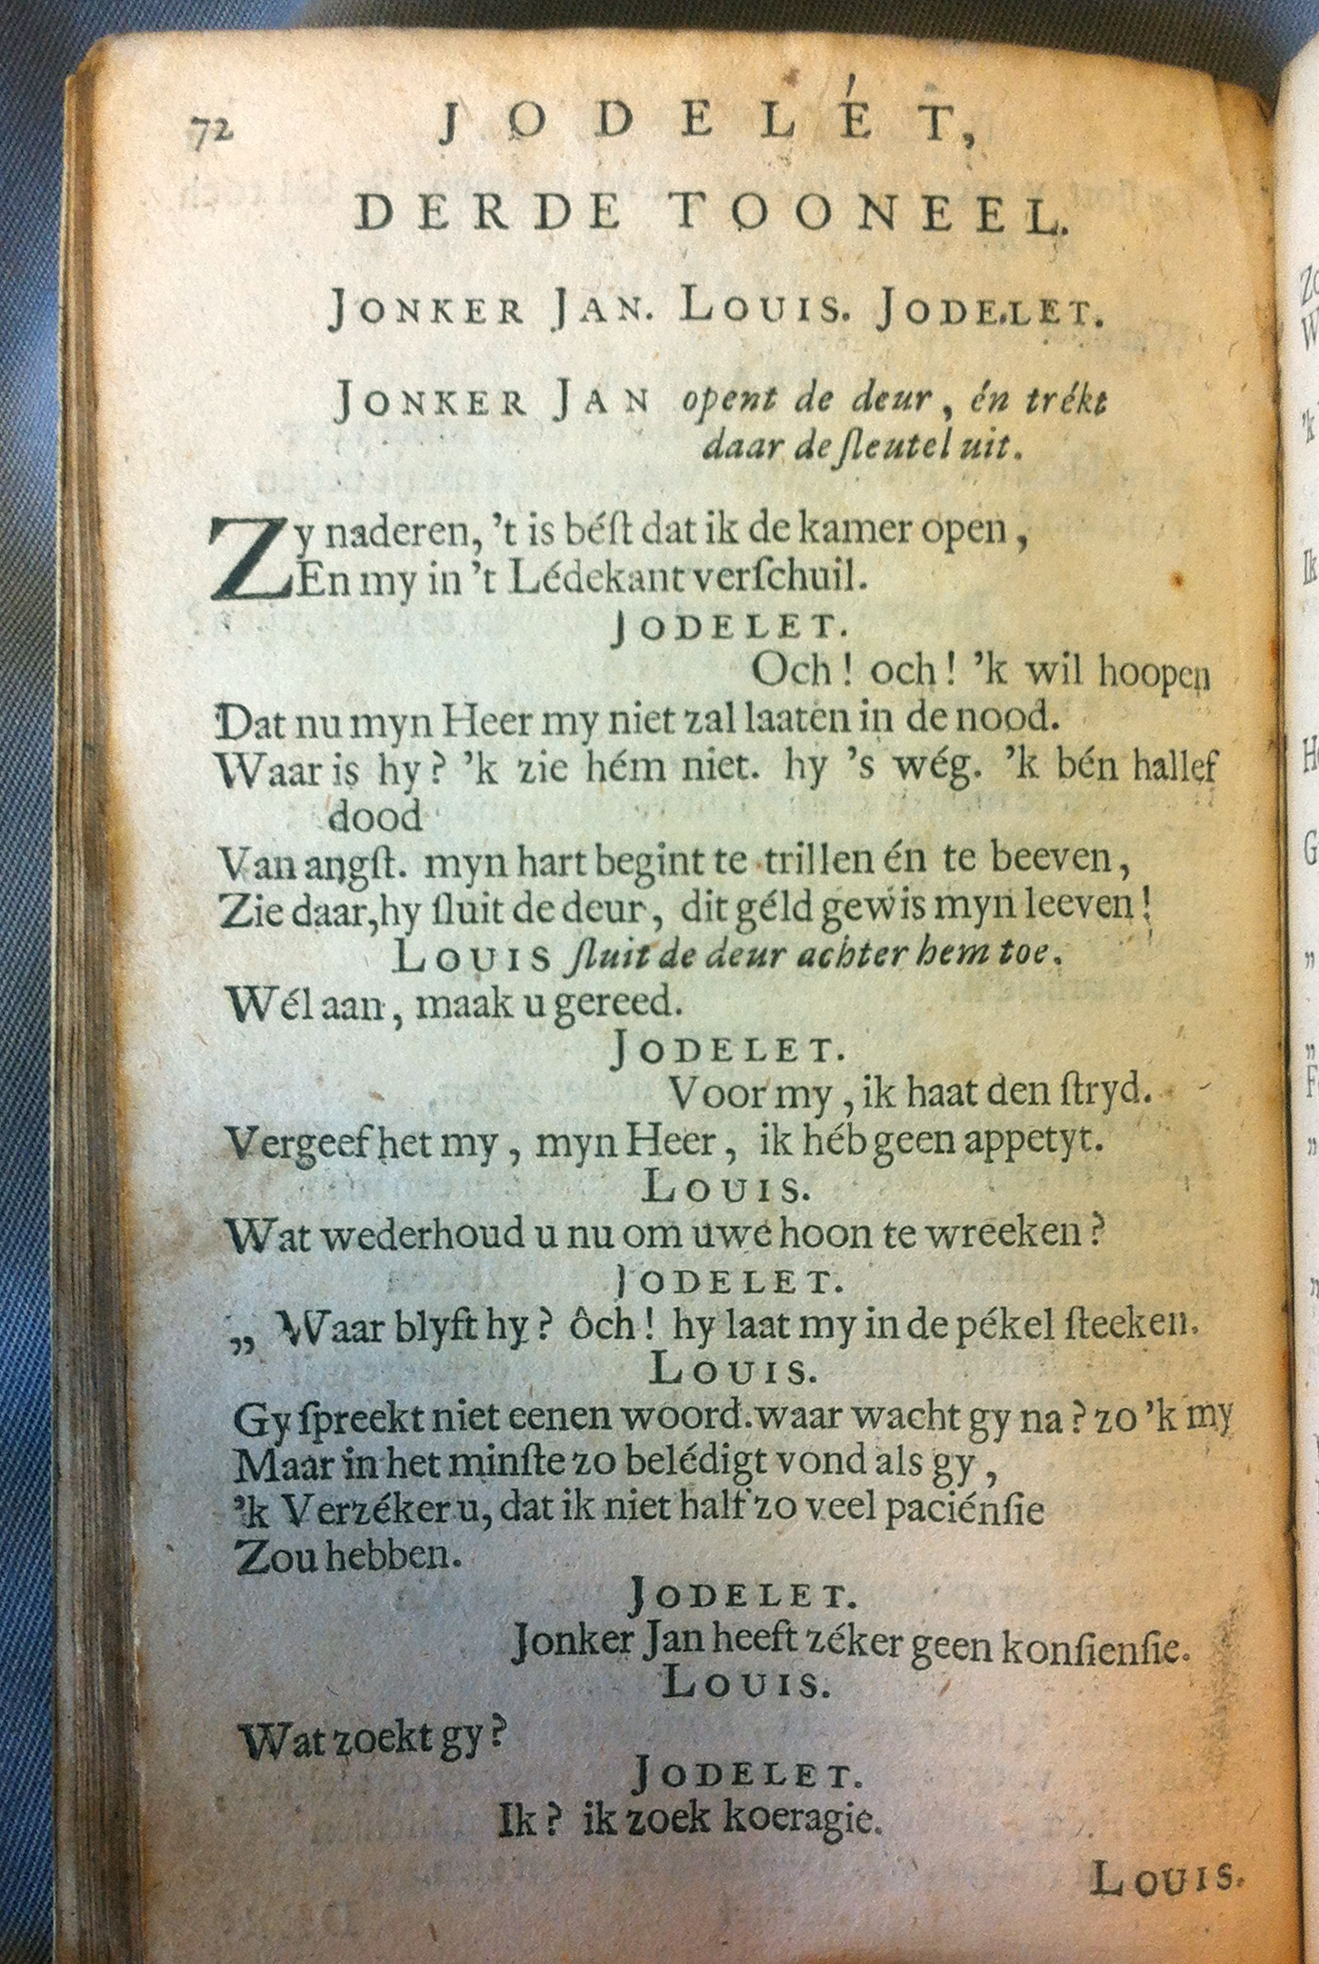 72 JODELÉT,
DERDE TOONEEL.
JONKER JAN. LOUIS. JODELET.
JONKER JAN opent de deur, én trékt
daar de ſleutel uit.
Zy naderen, 't is béſt dat ik de kamer open,
En my in 't Lédekant verſchuil.
JODELET.
Och! och! 'k wil hoopen
Dat nu myn Heer my niet zal laaten in de nood.
Waar is hy? 'k zie hém niet. hy 's wég. 'k bén hallef
dood
Van angſt. myn hart begint te trillen én te beeven,
Zie daar, hy ſluit de deur, dit géld gewis myn leeven!
LOUIS ſluit de deur achter hem toe.
Wél aan, maak u gereed.
JODELET.
Voor my, ik haat den ſtryd.
Vergeef het my, myn Heer, ik héb geen appetyt.
LOUIS.
Wat wederhoud u nu om uwe hoon te wreeken?
JODELET.
„ Waar blyft hy? ôch! hy laat my in de pékel ſteeken.
LOUIS.
Gy ſpreekt niet eenen woord. waar wacht gy na? zo 'k my
Maar in het minſte zo belédigt vond als gy,
'k Verzéker u, dat ik niet half zo veel paciénſie
Zou hebben.
JODELET.
Jonker Jan heeft zéker geen konſienſie.
LOUIS.
Wat zoekt gy?
JODELET.
Ik? ik zoek koeragie.
LOUIS.